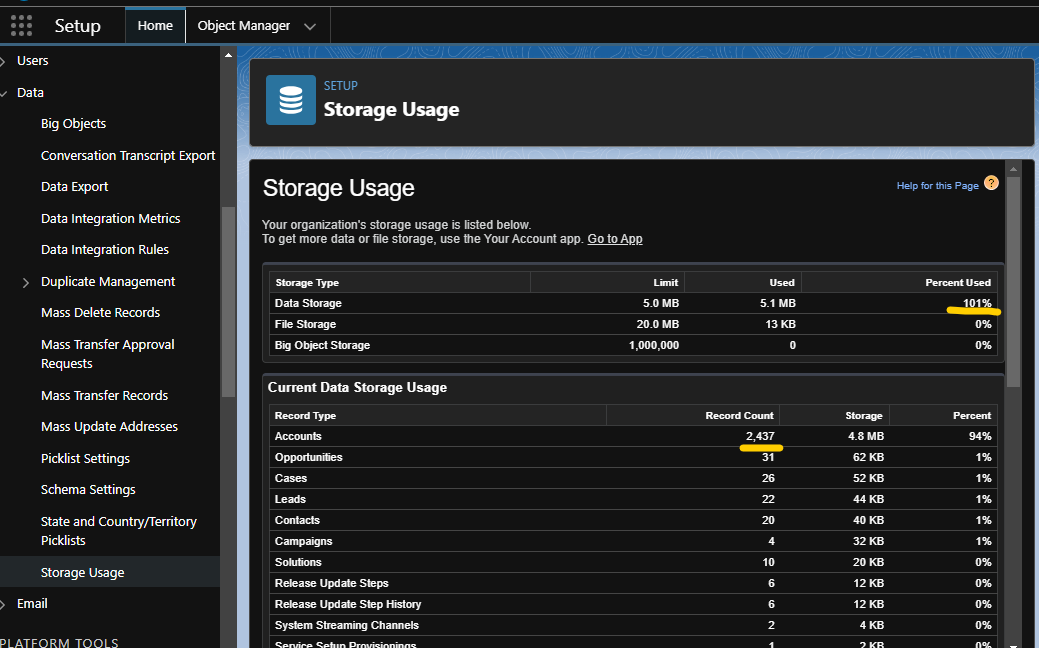 Setup
Home
Object Manager
Users
Data
Big Objects
Conversation Transcript Export
Data Export
Data Integration Metrics
Data Integration Rules
Duplicate Management
Mass Delete Records
Mass Transfer Approval
Requests
Mass Transfer Records
Mass Update Addresses
Picklist Settings
Schema Settings
State and Country/Territory
Picklists
Storage Usage
Email
PLATFORM TOOLS
SETUP
Storage Usage
Storage Usage
Help for this Page ?
Your organization's storage usage is listed below.
To get more data or file storage, use the Your Account app. Go to App
Storage Type Limit Used Percent Used
Data Storage 5.0 MB 5.1 MB 101%
File Storage 20.0 MB 13 KB 0%
Big Object Storage 1,000,000 0 0%
Current Data Storage Usage
Record Type Record Count Storage Percent
Accounts 2,437 4.8 MB 94%
Opportunities 31 62 KB 1%
Cases 26 52 KB 1%
Leads 22 44 KB 1%
Contacts 20 40 KB 1%
Campaigns 4 32 KB 1%
Solutions 10 20 KB 0%
Release Update Steps 6 12 KB 0%
Release Update Step History 6 12 KB 0%
System Streaming Channels 2 4 KB 0%
Service Setup Provisionings 1 2 KB 0%